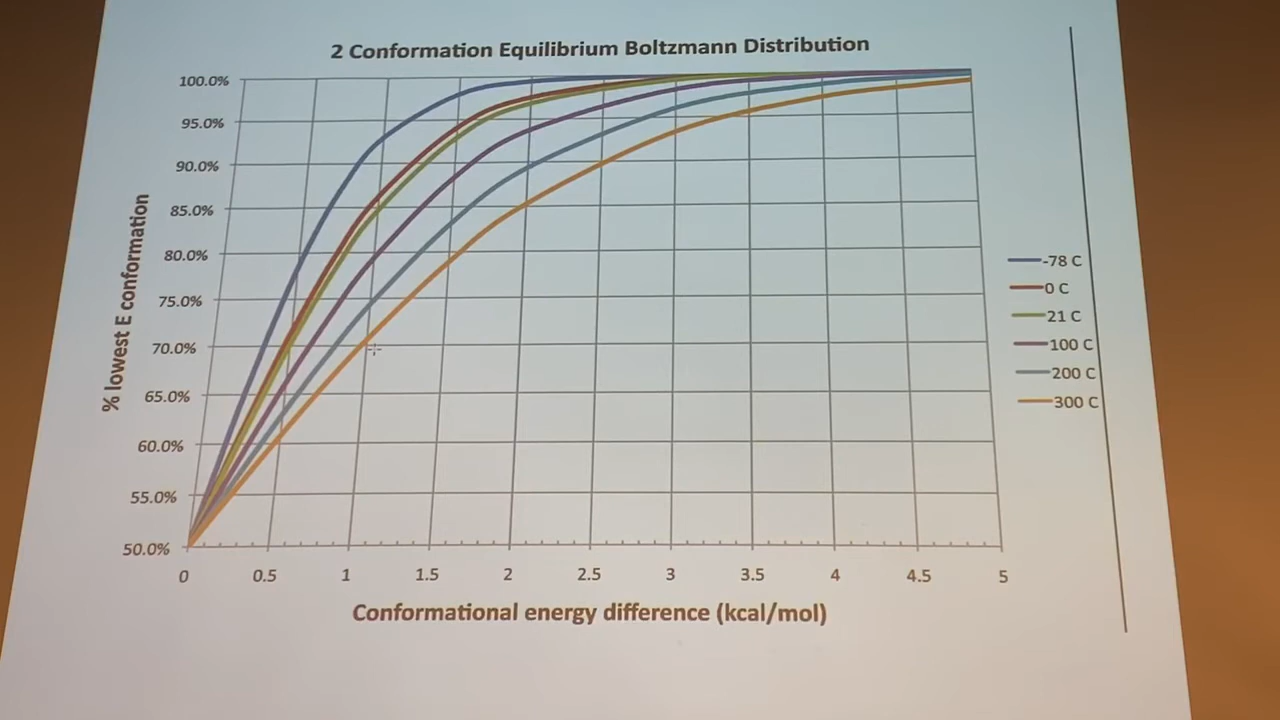 2 Conformation Equilibrium Boltzmann Distribution
100.0%
95.0%
90.0%
85.0%
80.0%
75.0%
70.0%
65.0%
60.0%
55.0%
50.0%
% lowest E conformation
0 0.5 1 1.5 2 2.5 3 3.5 4 4.5 5
Conformational energy difference (kcal/mol)
-78 C
0 C
21 C
100 C
200 C
300 C